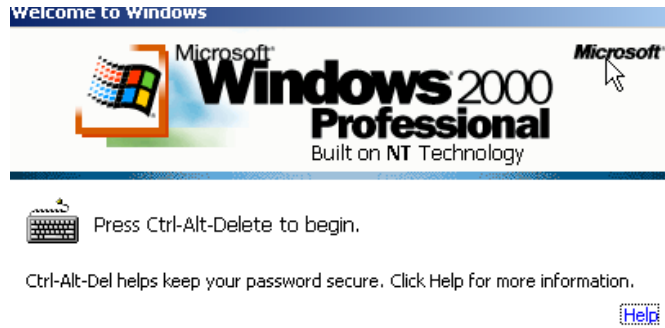 Welcome to Windows
Microsoft
Microsoft
Windows 2000
Professional
Built on NT Technology
Press Ctrl-Alt-Delete to begin.
Ctrl-Alt-Del helps keep your password secure. Click Help for more information.
Help